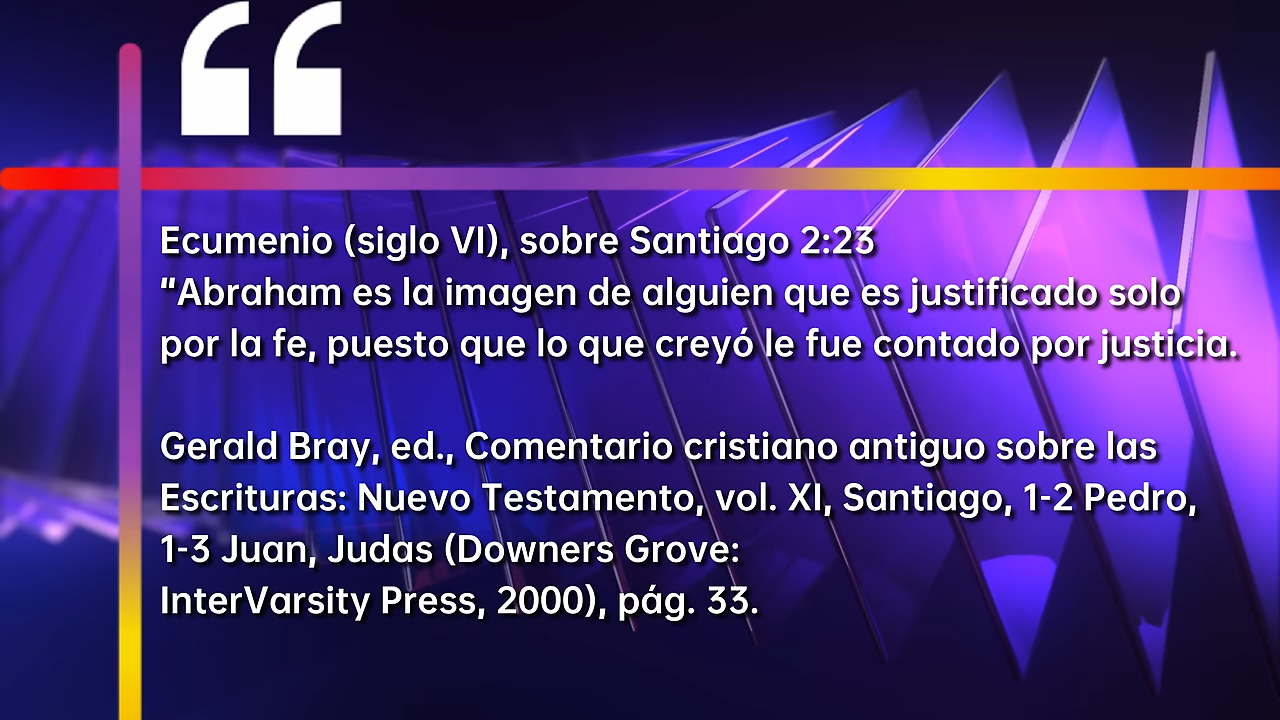 Ecumenio (siglo VI), sobre Santiago 2:23
"Abraham es la imagen de alguien que es justificado solo
por la fe, puesto que lo que creyó le fue contado por justicia.
Gerald Bray, ed., Comentario cristiano antiguo sobre las
Escrituras: Nuevo Testamento, vol. XI, Santiago, 1-2 Pedro,
1-3 Juan, Judas (Downers Grove:
InterVarsity Press, 2000), pág. 33.